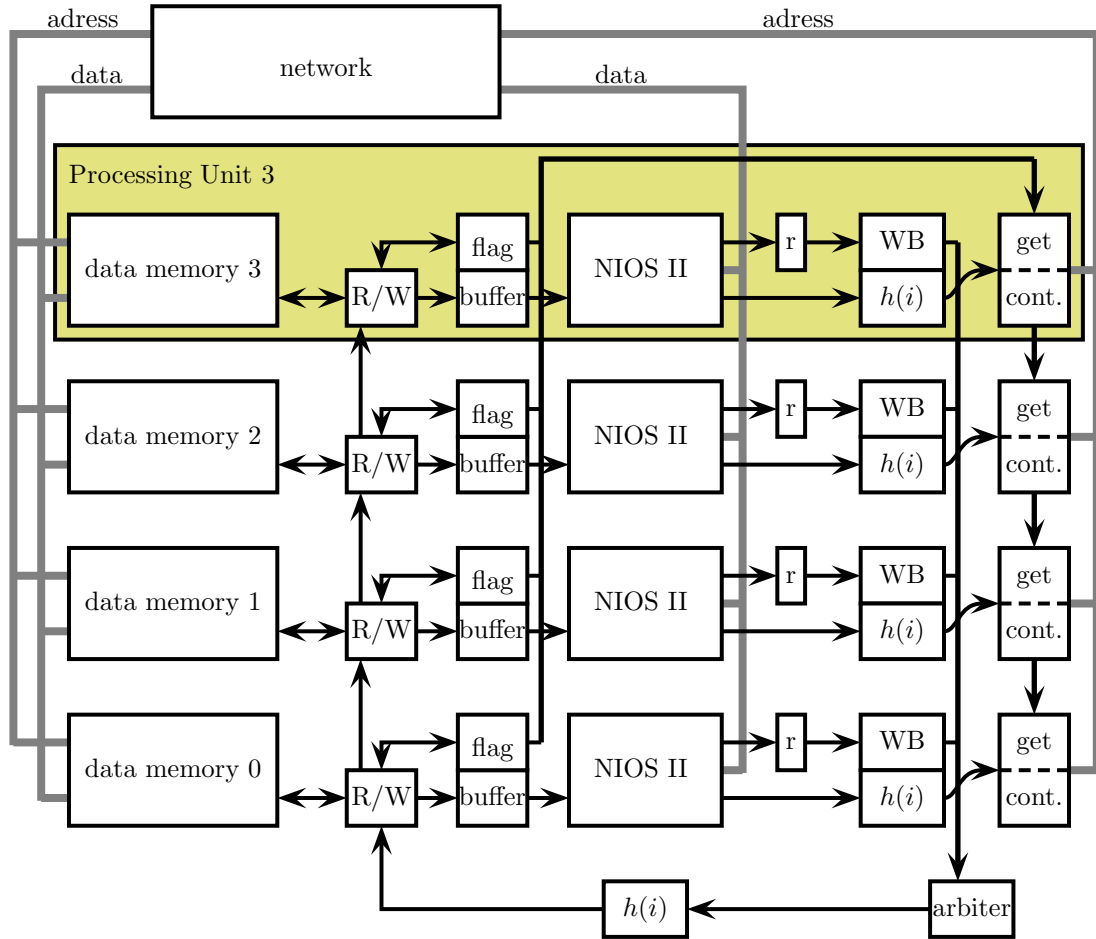 adress
adress
network
data
data
Processing Unit 3
data memory 3
R/W
flag
buffer
NIOS II
r
WB
h(i)
get
cont.
data memory 2
R/W
flag
buffer
NIOS II
r
WB
h(i)
get
cont.
data memory 1
R/W
flag
buffer
NIOS II
r
WB
h(i)
get
cont.
data memory 0
R/W
flag
buffer
NIOS II
r
WB
h(i)
get
cont.
h(i)
arbiter